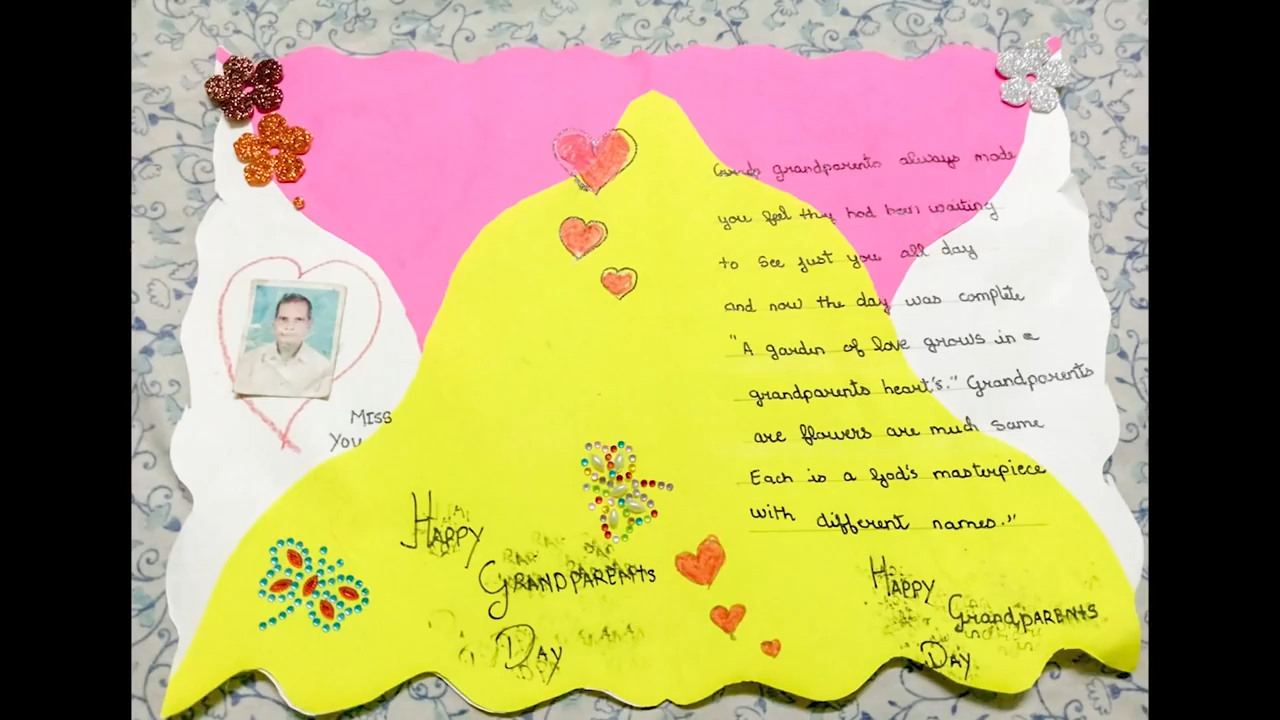 MISS
YOU
HAPPY
GRANDPARENTS
DAY
grandparents always made
you feel they had been waiting
to see just you all day
and now the day was complete
"A garden of love grows in a
grandparents heart's." Grandparents
are flowers are much same
Each is a God's masterpiece
with different names."
HAPPY
GrandPARENTS
DAY